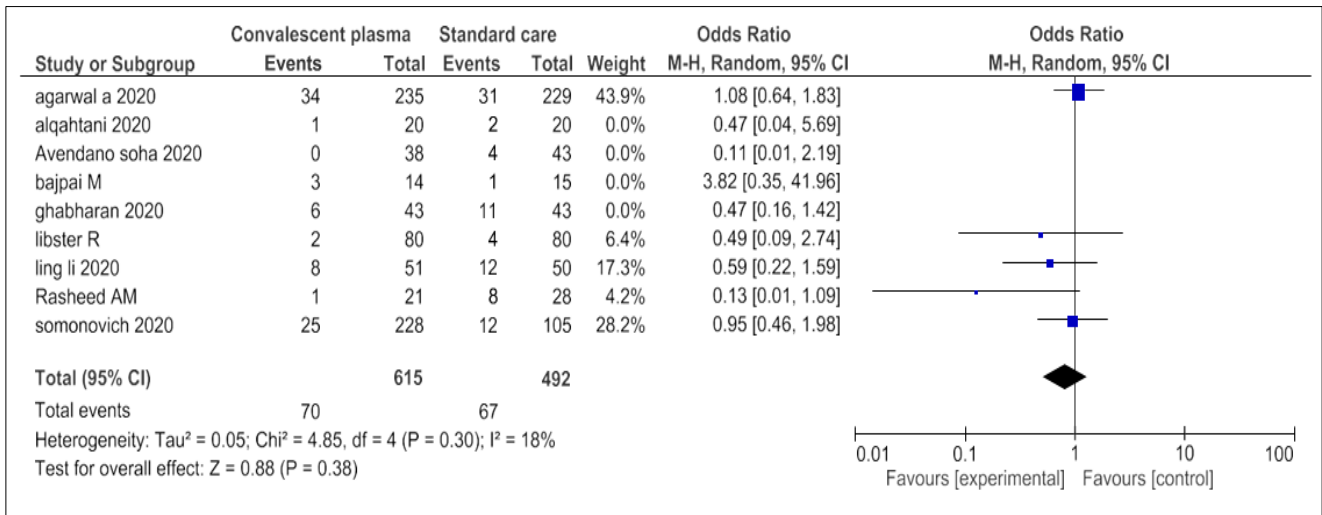 Convalescent plasma Standard care Odds Ratio Odds Ratio
Study or Subgroup Events Total Events Total Weight M-H, Random, 95% CI M-H, Random, 95% CI
agarwal a 2020 34 235 31 229 43.9% 1.08 [0.64, 1.83]
alqahtani 2020 1 20 2 20 0.0% 0.47 [0.04, 5.69]
Avendano soha 2020 0 38 4 43 0.0% 0.11 [0.01, 2.19]
bajpai M 3 14 1 15 0.0% 3.82 [0.35, 41.96]
ghabharan 2020 6 43 11 43 0.0% 0.47 [0.16, 1.42]
libster R 2 80 4 80 6.4% 0.49 [0.09, 2.74]
ling li 2020 8 51 12 50 17.3% 0.59 [0.22, 1.59]
Rasheed AM 1 21 8 28 4.2% 0.13 [0.01, 1.09]
somonovich 2020 25 228 12 105 28.2% 0.95 [0.46, 1.98]
Total (95% CI) 615 492
Total events 70 67
Heterogeneity: Tau² = 0.05; Chi² = 4.85, df = 4 (P = 0.30); I² = 18%
Test for overall effect: Z = 0.88 (P = 0.38)
0.01 0.1 1 10 100
Favours [experimental] Favours [control]